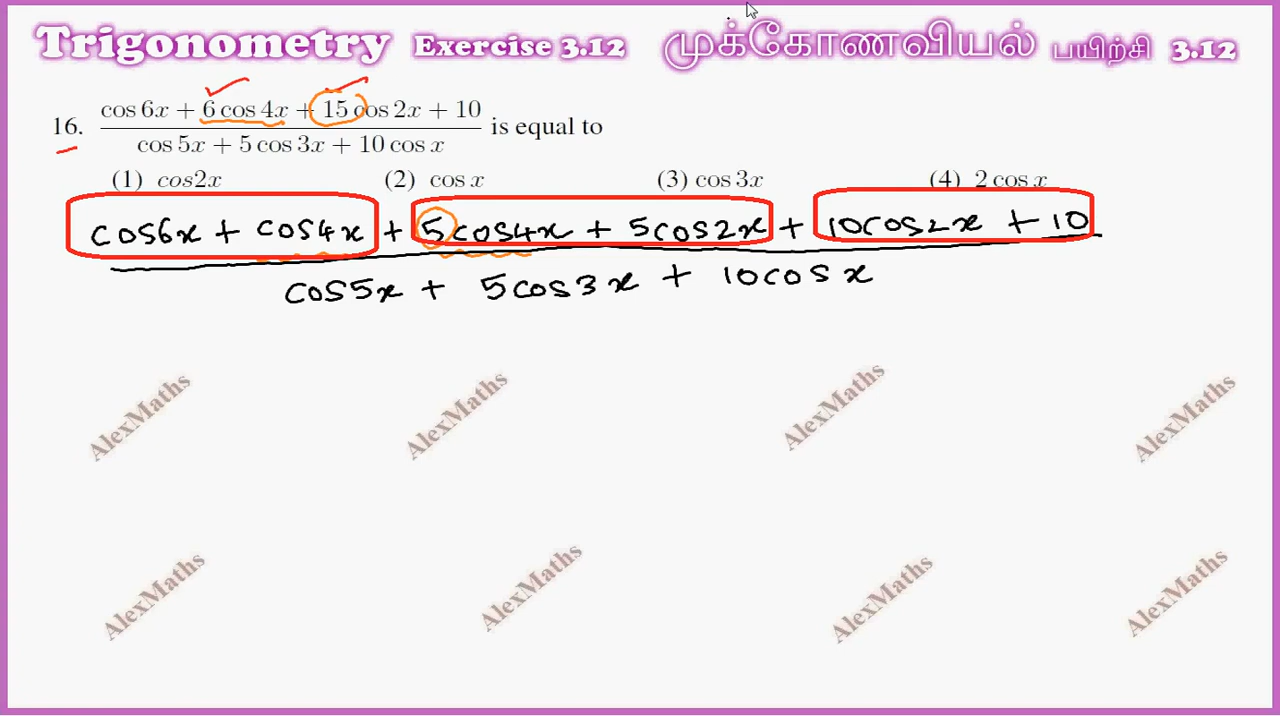 Trigonometry Exercise 3.12 முக்கோணவியல் பயிற்சி 3.12
cos 6x + 6 cos 4x + 15 cos 2x + 10
16. is equal to
cos 5x + 5 cos 3x + 10 cos x
(1) cos2x (2) cos x (3) cos 3x (4) 2 cos x
cos6x + cos4x + 5cos4x + 5cos2x + 10cos2x + 10
cos5x + 5cos3x + 10cos x
AlexMaths AlexMaths AlexMaths AlexMaths
AlexMaths AlexMaths AlexMaths AlexMaths